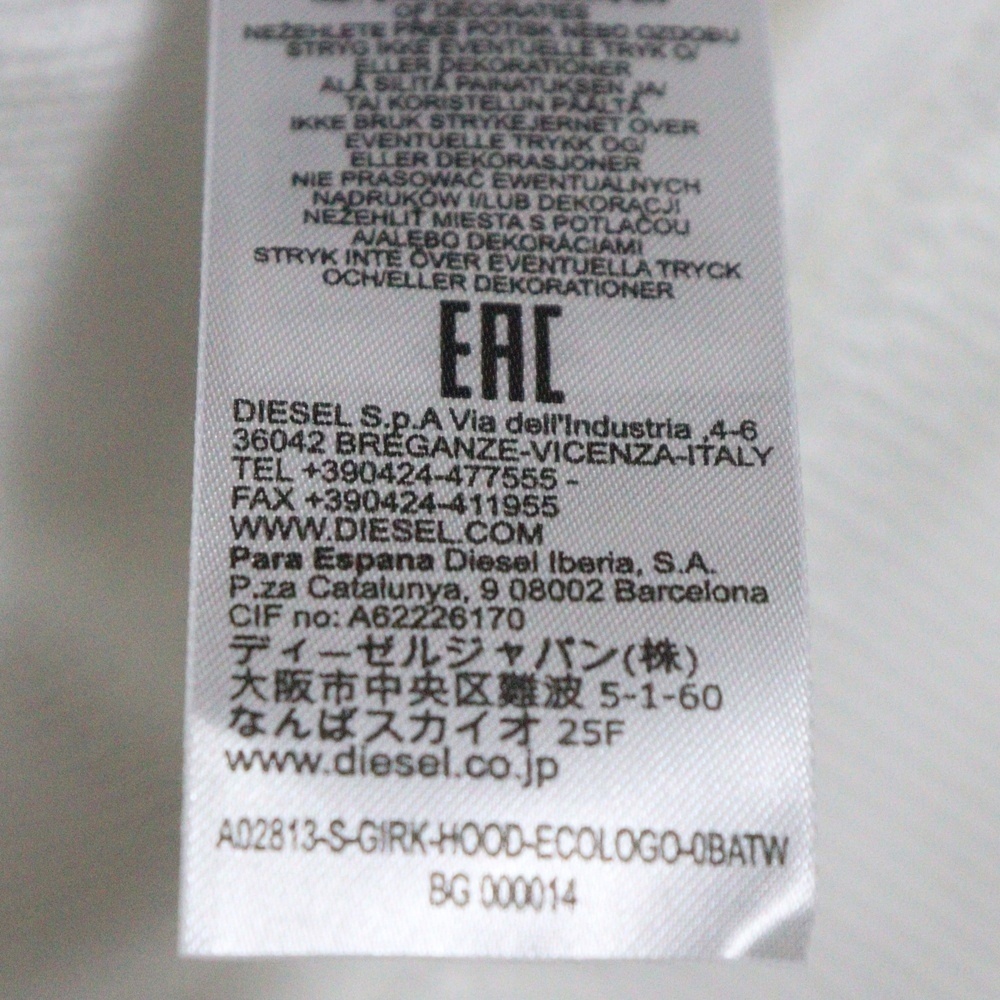 OF DECORATIES
NEŽEHLETE PŘES POTISK NEBO OZDOBU
STRYG IKKE EVENTUELLE TRYK O/
ELLER DEKORATIONER
ÄLÄ SILITÄ PAINATUKSEN JA/
TAI KORISTELUN PÄÄLTÄ
IKKE BRUK STRYKEJERNET OVER
EVENTUELLE TRYKK OG/
ELLER DEKORASJONER
NIE PRASOWAĆ EWENTUALNYCH
NADRUKÓW I/LUB DEKORACJI
NEŽEHLIŤ MIESTA S POTLAČOU
A/ALEBO DEKORÁCIAMI
STRYK INTE ÖVER EVENTUELLA TRYCK
OCH/ELLER DEKORATIONER
EAC
DIESEL S.p.A Via dell'Industria ,4-6
36042 BREGANZE-VICENZA-ITALY
TEL +390424-477555 -
FAX +390424-411955
WWW.DIESEL.COM
Para Espana Diesel Iberia, S.A.
P.za Catalunya, 9 08002 Barcelona
CIF no: A62226170
ディーゼルジャパン(株)
大阪市中央区難波 5-1-60
なんばスカイオ 25F
www.diesel.co.jp
A02813-S-GIRK-HOOD-ECOLOGO-0BATW
BG 000014